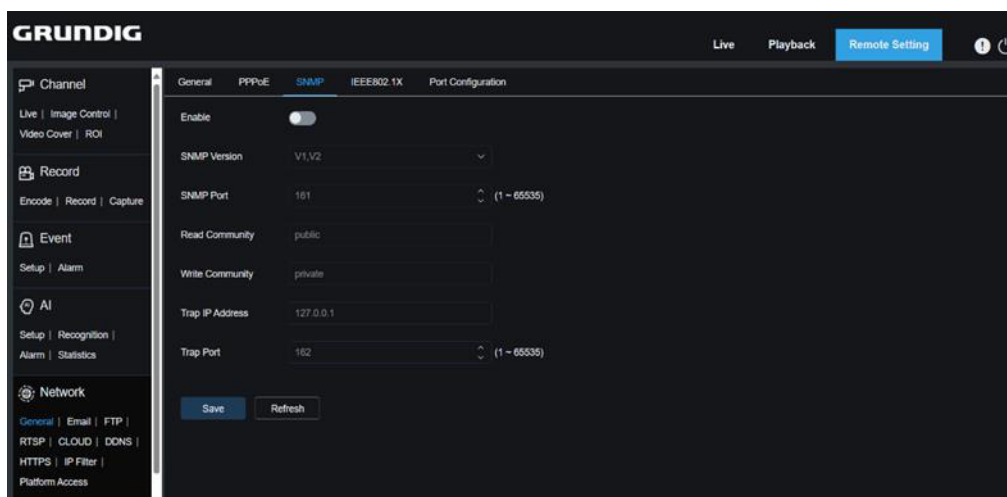 GRUNDIG
Live Playback Remote Setting
Channel
Live | Image Control |
Video Cover | ROI
Record
Encode | Record | Capture
Event
Setup | Alarm
AI
Setup | Recognition |
Alarm | Statistics
Network
General | Email | FTP |
RTSP | CLOUD | DDNS |
HTTPS | IP Filter |
Platform Access
General PPPoE SNMP IEEE802.1X Port Configuration
Enable
SNMP Version V1,V2
SNMP Port 161 (1 ~ 65535)
Read Community public
Write Community private
Trap IP Address 127.0.0.1
Trap Port 162 (1 ~ 65535)
Save Refresh